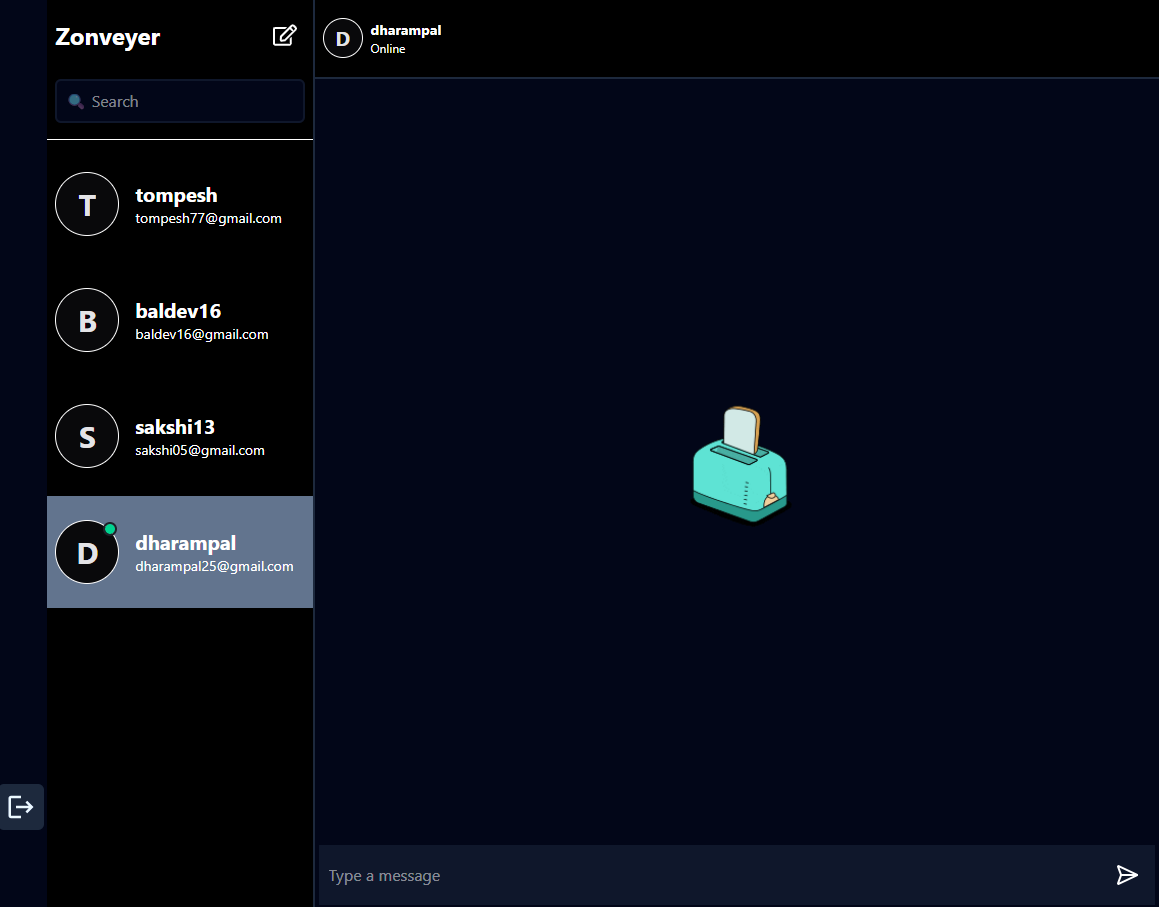 Zonveyer
Search
T
tompesh
tompesh77@gmail.com
B
baldev16
baldev16@gmail.com
S
sakshi13
sakshi05@gmail.com
D
dharampal
dharampal25@gmail.com
D
dharampal
Online
Type a message